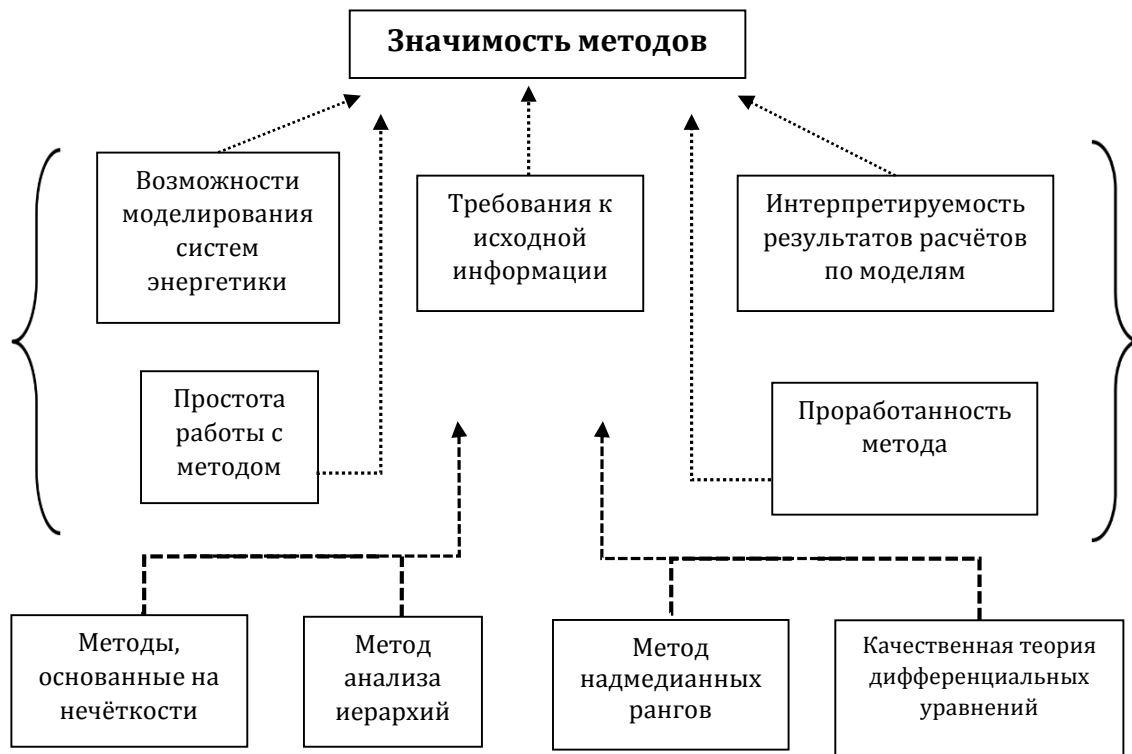 Значимость методов
Возможности
моделирования
систем
энергетики
Требования к
исходной
информации
Интерпретируемость
результатов расчётов
по моделям
Простота
работы с
методом
Проработанность
метода
Методы,
основанные на
нечёткости
Метод
анализа
иерархий
Метод
надмедианных
рангов
Качественная теория
дифференциальных
уравнений